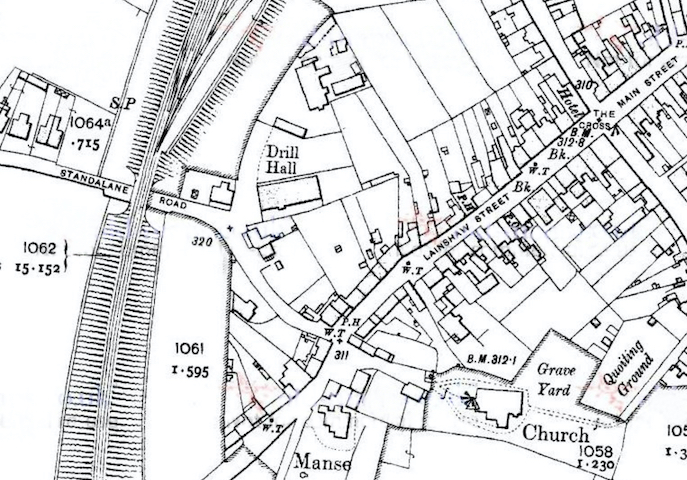 MAIN STREET
310
Hotel
THE
CROSS
B.M.
312·8
Bk.
W.T
Bk
S.P
1064a
·715
Drill
Hall
STANDALANE
ROAD
P.H
LAINSHAW STREET
320
W.T
1062
15·152
P.H
W.T
311
1061
1·595
B.M.312·1
Grave
Yard
Quoiting
Ground
W.T
Church
1058
1·230
Manse